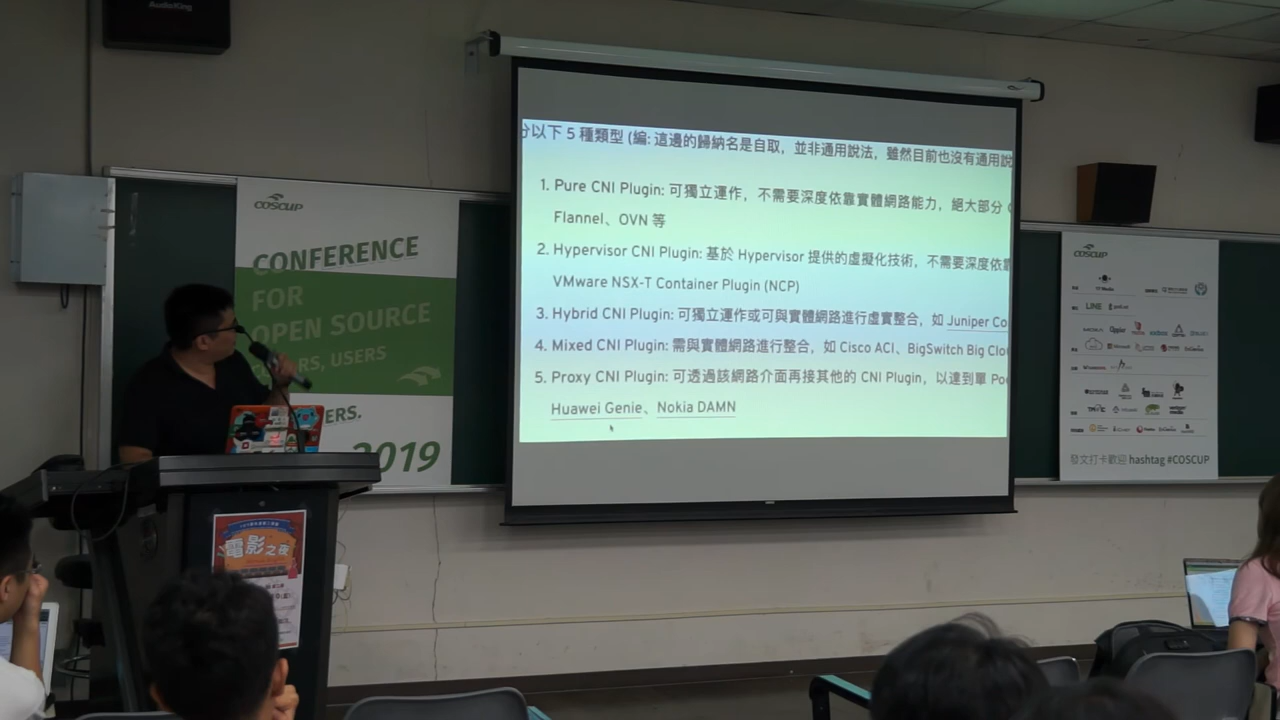 AudioKing
COSCUP
CONFERENCE
FOR
OPEN SOURCE
RS, USERS
ERS.
2019
分以下 5 種類型 (編: 這邊的歸納名是自取，並非通用說法，雖然目前也沒有通用說
1. Pure CNI Plugin: 可獨立運作，不需要深度依靠實體網路能力，絕大部分
Flannel、OVN 等
2. Hypervisor CNI Plugin: 基於 Hypervisor 提供的虛擬化技術，不需要深度依靠
VMware NSX-T Container Plugin (NCP)
3. Hybrid CNI Plugin: 可獨立運作或可與實體網路進行虛實整合，如 Juniper Co
4. Mixed CNI Plugin: 需與實體網路進行整合，如 Cisco ACI、BigSwitch Big Clou
5. Proxy CNI Plugin: 可透過該網路介面再接其他的 CNI Plugin，以達到單 Po
Huawei Genie、Nokia DAMN
電影之夜
COSCUP
LINE
發文打卡歡迎 hashtag #COSCUP